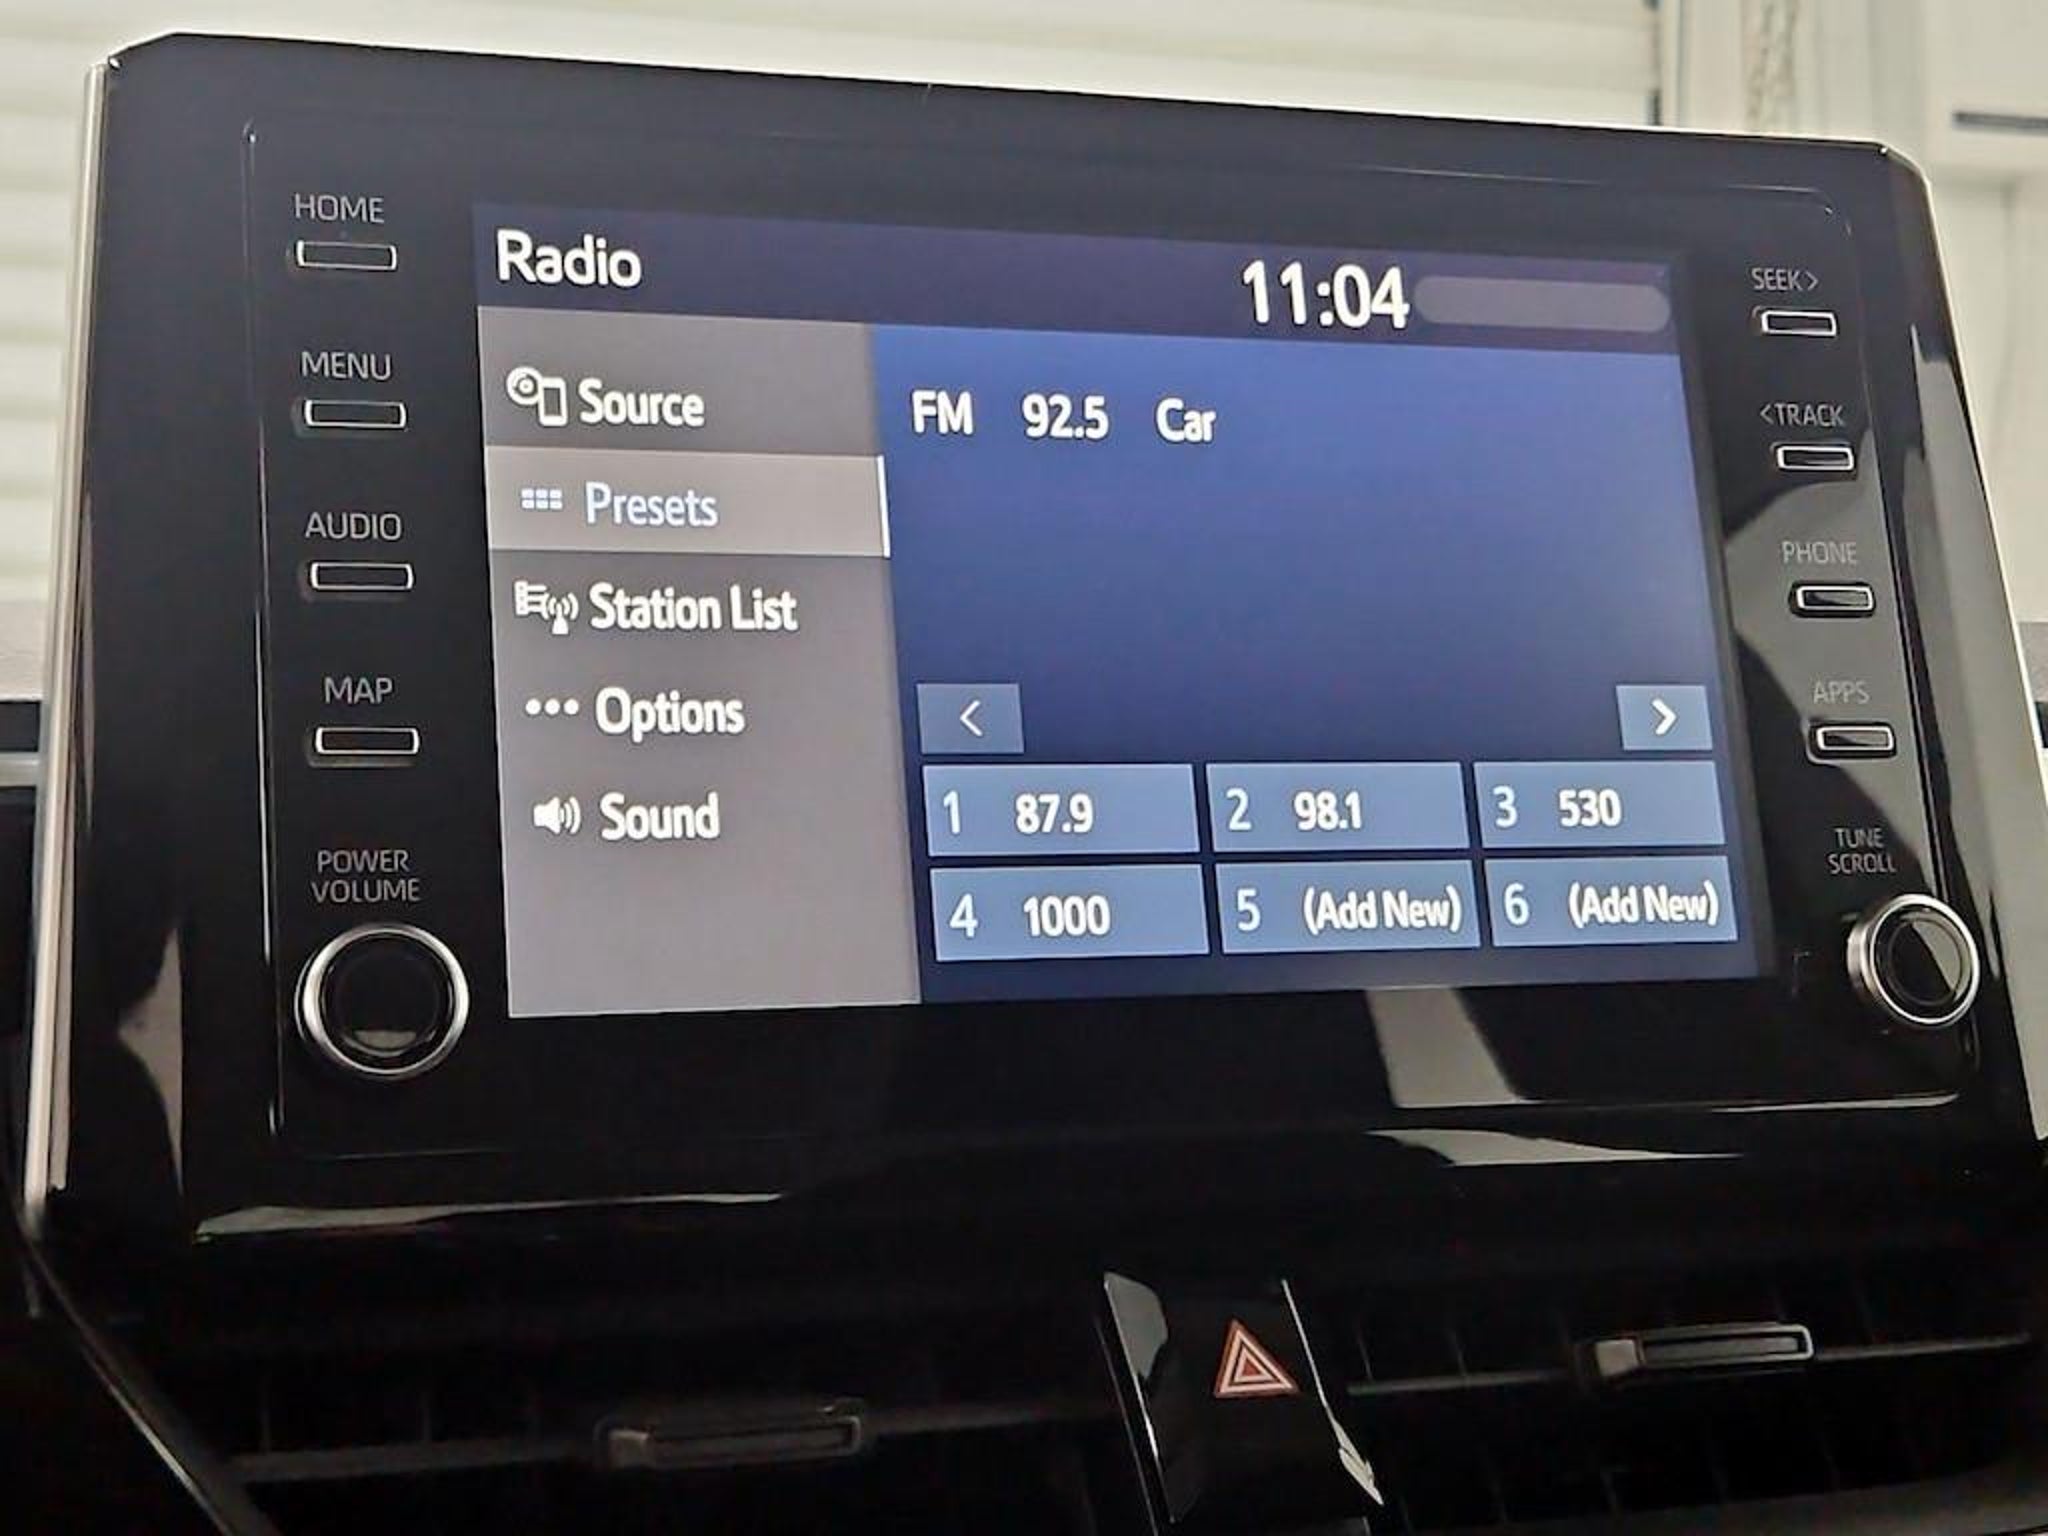 HOME
MENU
AUDIO
MAP
POWER
VOLUME
Radio
11:04
Source
Presets
Station List
Options
Sound
FM 92.5 Car
<
>
1 87.9
2 98.1
3 530
4 1000
5 (Add New)
6 (Add New)
SEEK >
< TRACK
PHONE
APPS
TUNE
SCROLL